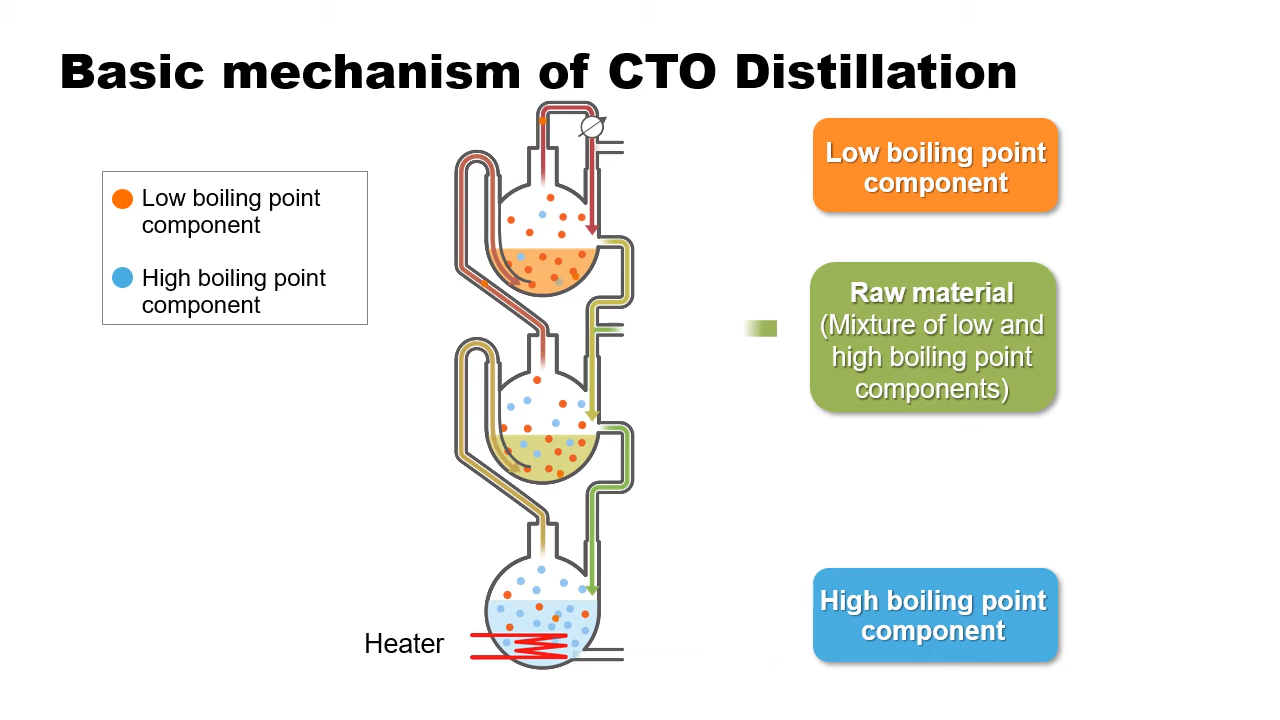 Basic mechanism of CTO Distillation
Low boiling point
component
High boiling point
component
Heater
Low boiling point
component
Raw material
(Mixture of low and
high boiling point
components)
High boiling point
component